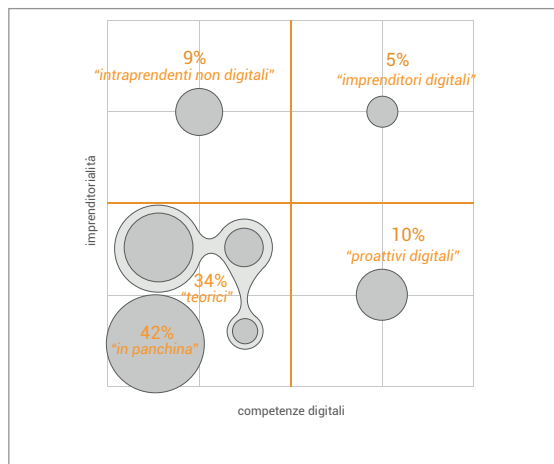 9%
“intraprendenti non digitali”
5%
“imprenditori digitali”
imprenditorialità
10%
“proattivi digitali”
34%
“teorici”
42%
“in panchina”
competenze digitali